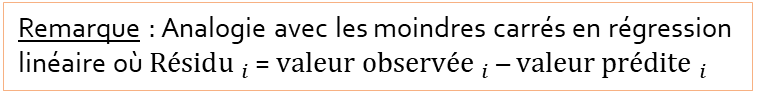 Remarque : Analogie avec les moindres carrés en régression
linéaire où Résidu i = valeur observée i – valeur prédite i